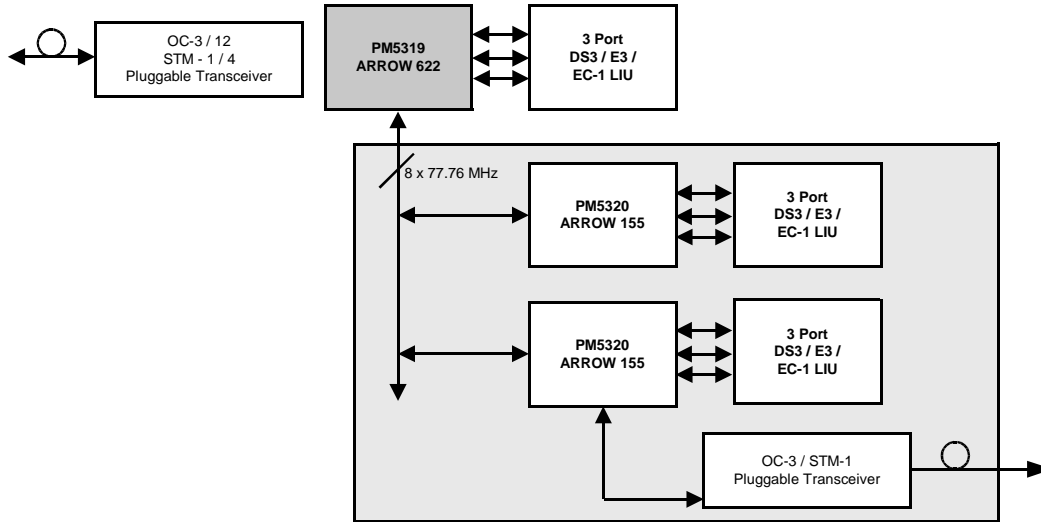 OC-3 / 12
STM - 1 / 4
Pluggable Transceiver
PM5319
ARROW 622
3 Port
DS3 / E3 /
EC-1 LIU
8 x 77.76 MHz
PM5320
ARROW 155
3 Port
DS3 / E3 /
EC-1 LIU
PM5320
ARROW 155
3 Port
DS3 / E3 /
EC-1 LIU
OC-3 / STM-1
Pluggable Transceiver